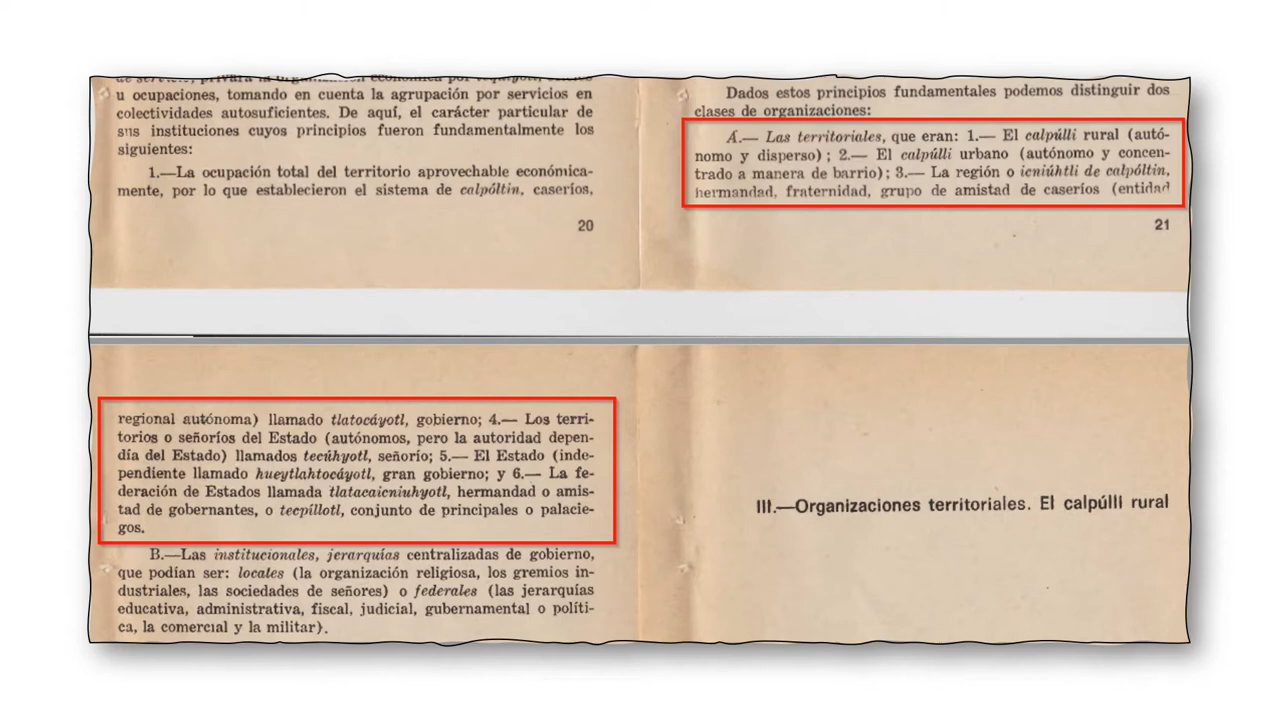 u ocupaciones, tomando en cuenta la agrupación por servicios en
colectividades autosuficientes. De aquí, el carácter particular de
sus instituciones cuyos principios fueron fundamentalmente los
siguientes:
1.—La ocupación total del territorio aprovechable económica-
mente, por lo que establecieron el sistema de calpóltin, caseríos,
20
Dados estos principios fundamentales podemos distinguir dos
clases de organizaciones:
A.— Las territoriales, que eran: 1.— El calpúlli rural (autó-
nomo y disperso); 2.— El calpúlli urbano (autónomo y concen-
trado a manera de barrio); 3.— La región o icniúhtli de calpóltin,
hermandad, fraternidad, grupo de amistad de caseríos (entidad
21
regional autónoma) llamado tlatocáyotl, gobierno; 4.— Los terri-
torios o señoríos del Estado (autónomos, pero la autoridad depen-
día del Estado) llamados tecúhyotl, señorío; 5.— El Estado (inde-
pendiente llamado hueytlahtocáyotl, gran gobierno; y 6.— La fe-
deración de Estados llamada tlatacaicniuhyotl, hermandad o amis-
tad de gobernantes, o tecpíllotl, conjunto de principales o palacie-
gos.
B.—Las institucionales, jerarquías centralizadas de gobierno,
que podían ser: locales (la organización religiosa, los gremios in-
dustriales, las sociedades de señores) o federales (las jerarquías
educativa, administrativa, fiscal, judicial, gubernamental o políti-
ca, la comercial y la militar).
III.—Organizaciones territoriales. El calpúlli rural